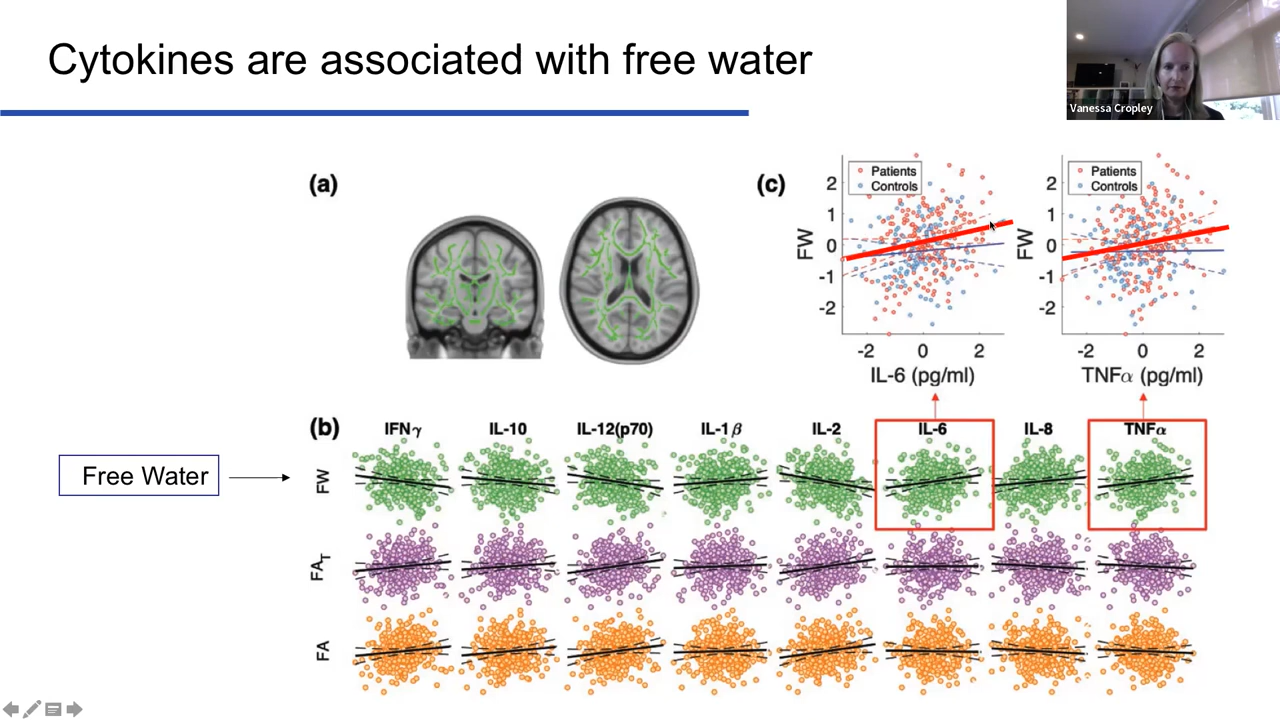 Cytokines are associated with free water
Vanessa Cropley
(a)
(c)
Patients
Controls
2
1
0
-1
-2
FW
-2 0 2
IL-6 (pg/ml)
Patients
Controls
2
1
0
-1
-2
FW
-2 0 2
TNFα (pg/ml)
(b)
IFNγ IL-10 IL-12(p70) IL-1β IL-2 IL-6 IL-8 TNFα
Free Water
FW
FAT
FA